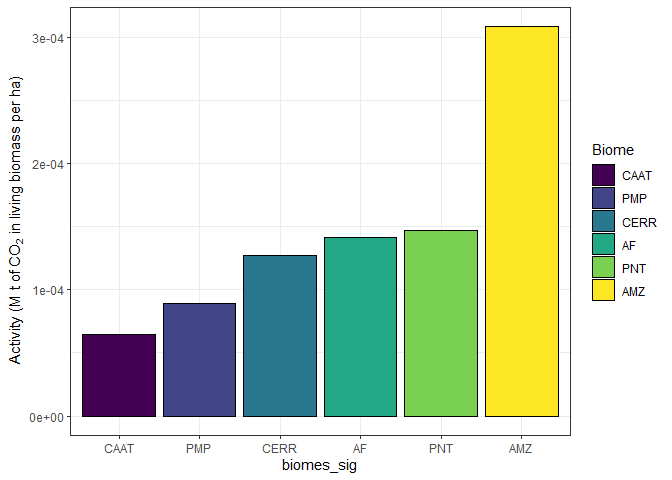 Activity (M t of CO₂ in living biomass per ha)
3e-04
2e-04
1e-04
0e+00
CAAT PMP CERR AF PNT AMZ
biomes_sig
Biome
CAAT
PMP
CERR
AF
PNT
AMZ